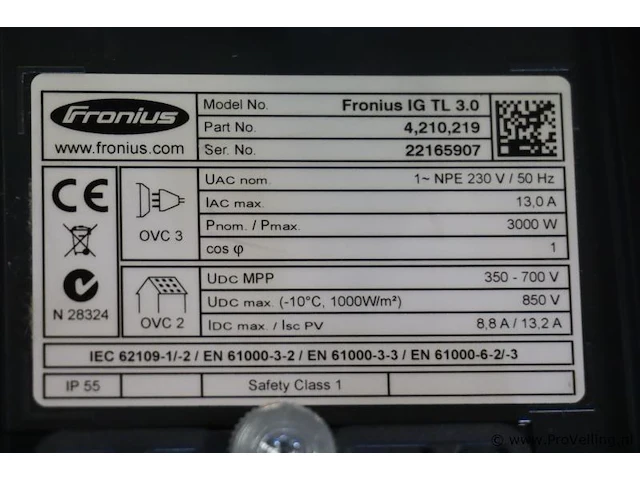 Fronius
www.fronius.com
Model No. Fronius IG TL 3.0
Part No. 4,210,219
Ser. No. 22165907
CE
N 28324
OVC 3
UAC nom. 1~ NPE 230 V / 50 Hz
IAC max. 13,0 A
Pnom. / Pmax. 3000 W
cos φ 1
OVC 2
UDC MPP 350 - 700 V
UDC max. (-10°C, 1000W/m²) 850 V
IDC max. / Isc PV 8,8 A / 13,2 A
IEC 62109-1/-2 / EN 61000-3-2 / EN 61000-3-3 / EN 61000-6-2/-3
IP 55 Safety Class 1
© www.ProVeiling.nl